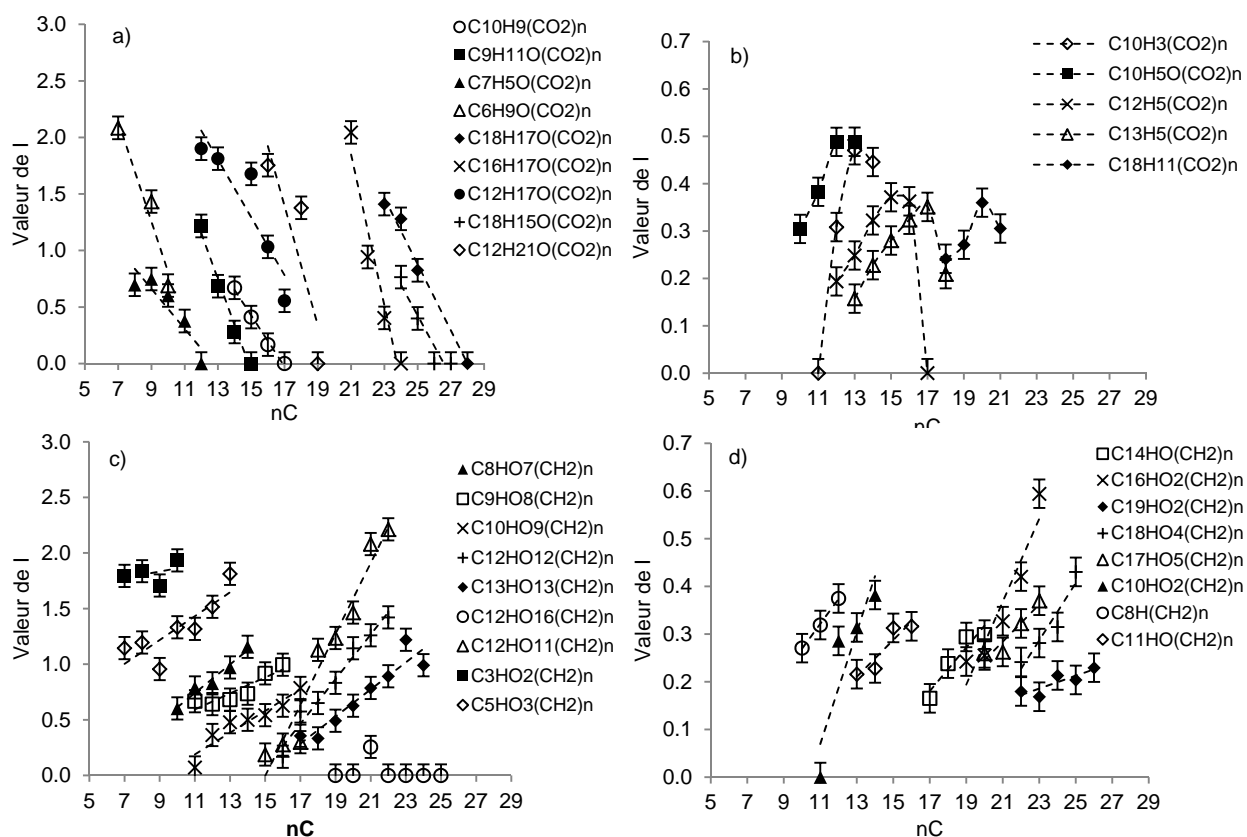 a)
3.0
2.5
2.0
1.5
1.0
0.5
0.0
Valeur de I
7 9 11 13 15 17 19 21 23 25 27 29
nC
C10H9(CO2)n
C9H11O(CO2)n
C7H5O(CO2)n
C6H9O(CO2)n
C18H17O(CO2)n
C16H17O(CO2)n
C12H17O(CO2)n
C18H15O(CO2)n
C12H21O(CO2)n
b)
0.7
0.6
0.5
0.4
0.3
0.2
0.1
0.0
Valeur de I
5 7 9 11 13 15 17 19 21 23 25 27 29
nC
C10H3(CO2)n
C10H5O(CO2)n
C12H5(CO2)n
C13H5(CO2)n
C18H11(CO2)n
c)
3.0
2.5
2.0
1.5
1.0
0.5
0.0
Valeur de I
5 7 9 11 13 15 17 19 21 23 25 27 29
nC
C8HO7(CH2)n
C9HO8(CH2)n
C10HO9(CH2)n
C12HO12(CH2)n
C13HO13(CH2)n
C12HO16(CH2)n
C12HO11(CH2)n
C3HO2(CH2)n
C5HO3(CH2)n
d)
0.7
0.6
0.5
0.4
0.3
0.2
0.1
0.0
Valeur de I
5 7 9 11 13 15 17 19 21 23 25 27 29
nC
C14HO(CH2)n
C16HO2(CH2)n
C19HO2(CH2)n
C18HO4(CH2)n
C17HO5(CH2)n
C10HO2(CH2)n
C8H(CH2)n
C11HO(CH2)n